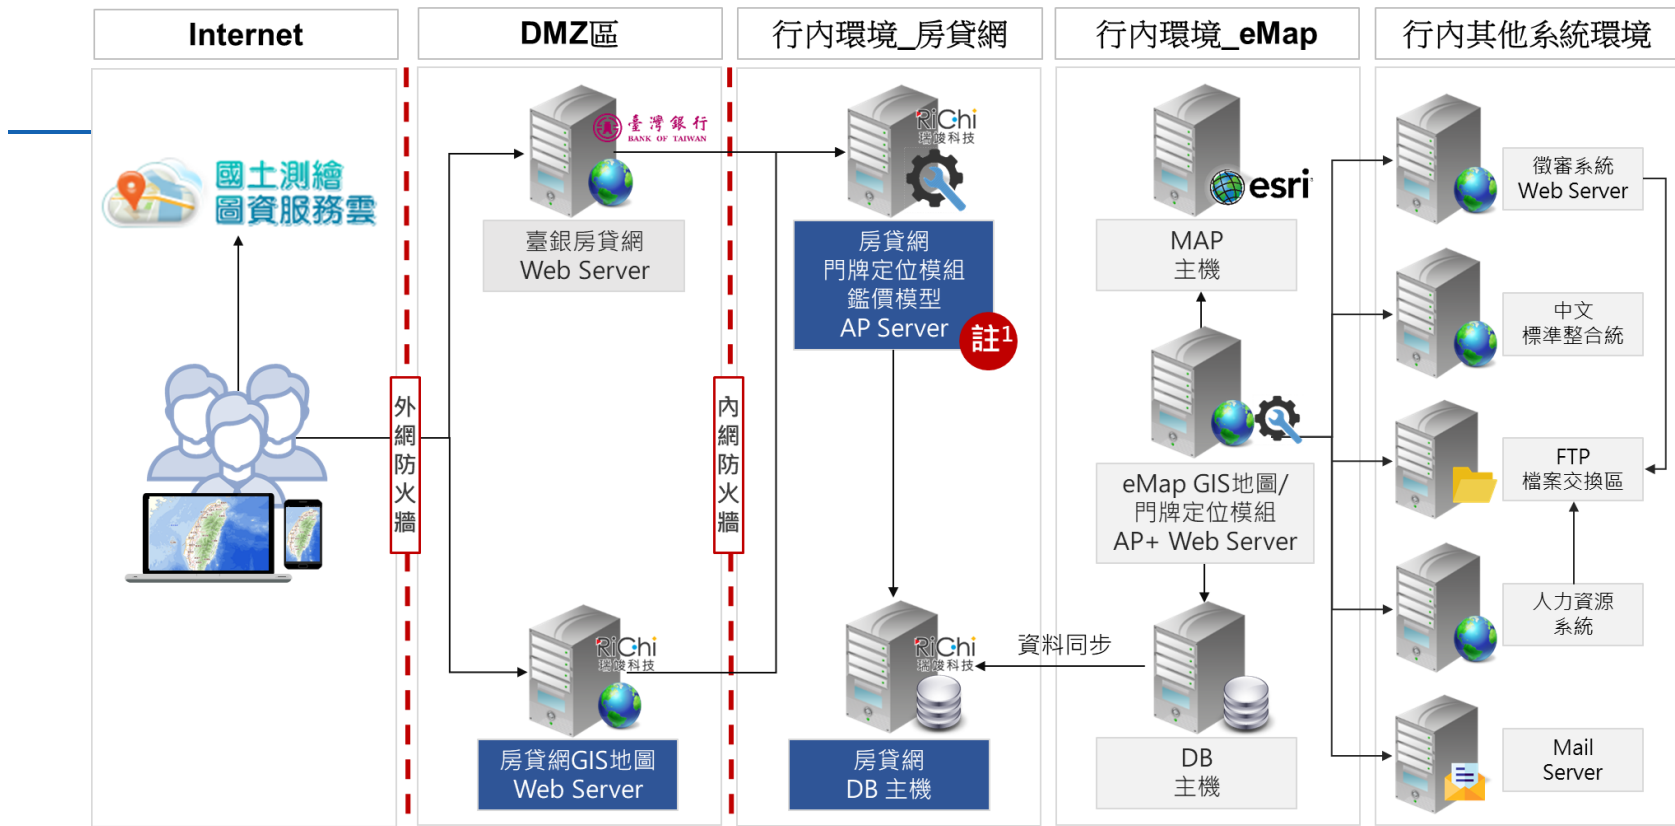 Internet
DMZ區
行內環境_房貸網
行內環境_eMap
行內其他系統環境
國土測繪
圖資服務雲
外網防火牆
臺灣銀行
BANK OF TAIWAN
臺銀房貸網
Web Server
RiChi
瑞竣科技
房貸網GIS地圖
Web Server
內網防火牆
RiChi
瑞竣科技
房貸網
門牌定位模組
鑑價模型
AP Server
註1
RiChi
瑞竣科技
房貸網
DB 主機
資料同步
esri
MAP
主機
eMap GIS地圖/
門牌定位模組
AP+ Web Server
DB
主機
徵審系統
Web Server
中文
標準整合統
FTP
檔案交換區
人力資源
系統
Mail
Server